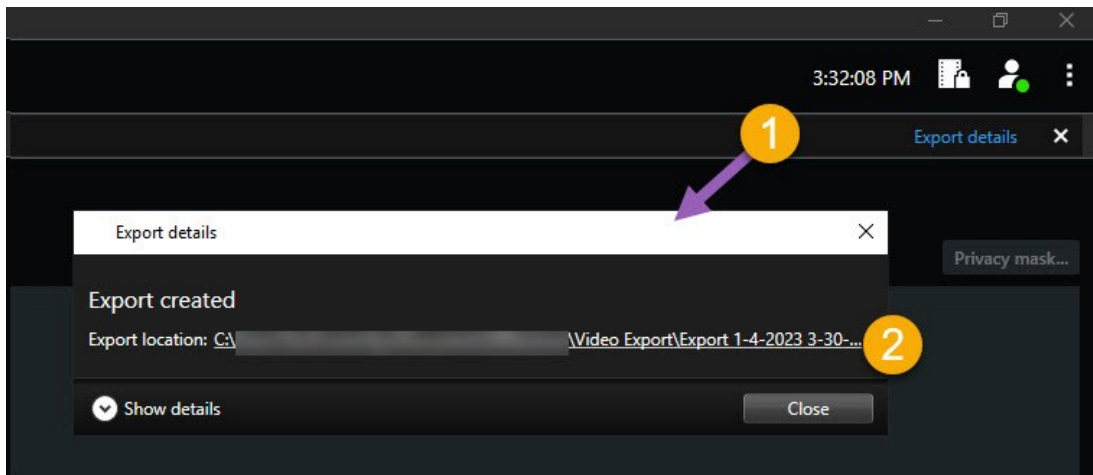 3:32:08 PM
1
Export details
Export details
Privacy mask...
Export created
Export location: C:\ \Video Export\Export 1-4-2023 3-30-...
2
Show details
Close